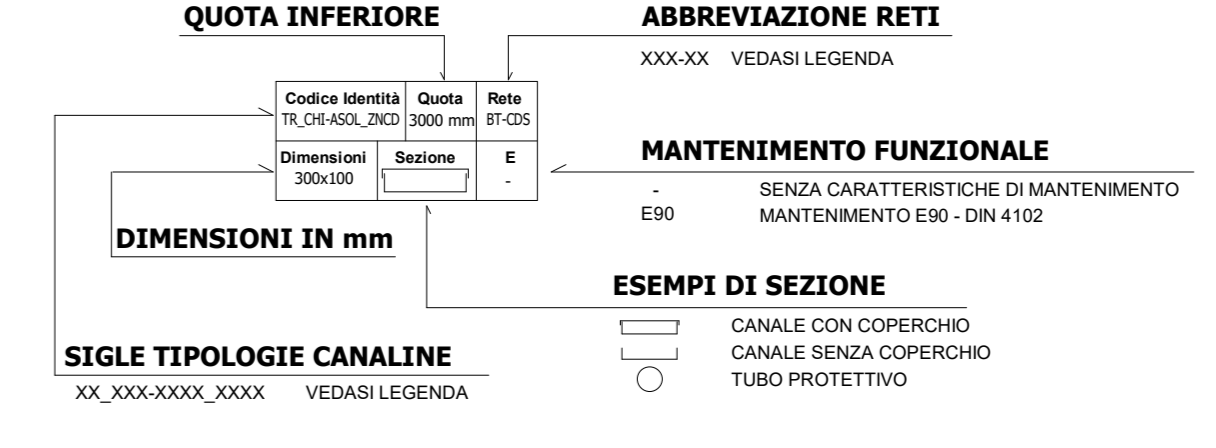 QUOTA INFERIORE
ABBREVIAZIONE RETI
XXX-XX VEDASI LEGENDA
Codice Identità Quota Rete
TR_CHI-ASOL_ZNCD 3000 mm BT-CDS
Dimensioni Sezione E
300x100 -
MANTENIMENTO FUNZIONALE
- SENZA CARATTERISTICHE DI MANTENIMENTO
E90 MANTENIMENTO E90 - DIN 4102
DIMENSIONI IN mm
ESEMPI DI SEZIONE
CANALE CON COPERCHIO
CANALE SENZA COPERCHIO
TUBO PROTETTIVO
SIGLE TIPOLOGIE CANALINE
XX_XXX-XXXX_XXXX VEDASI LEGENDA